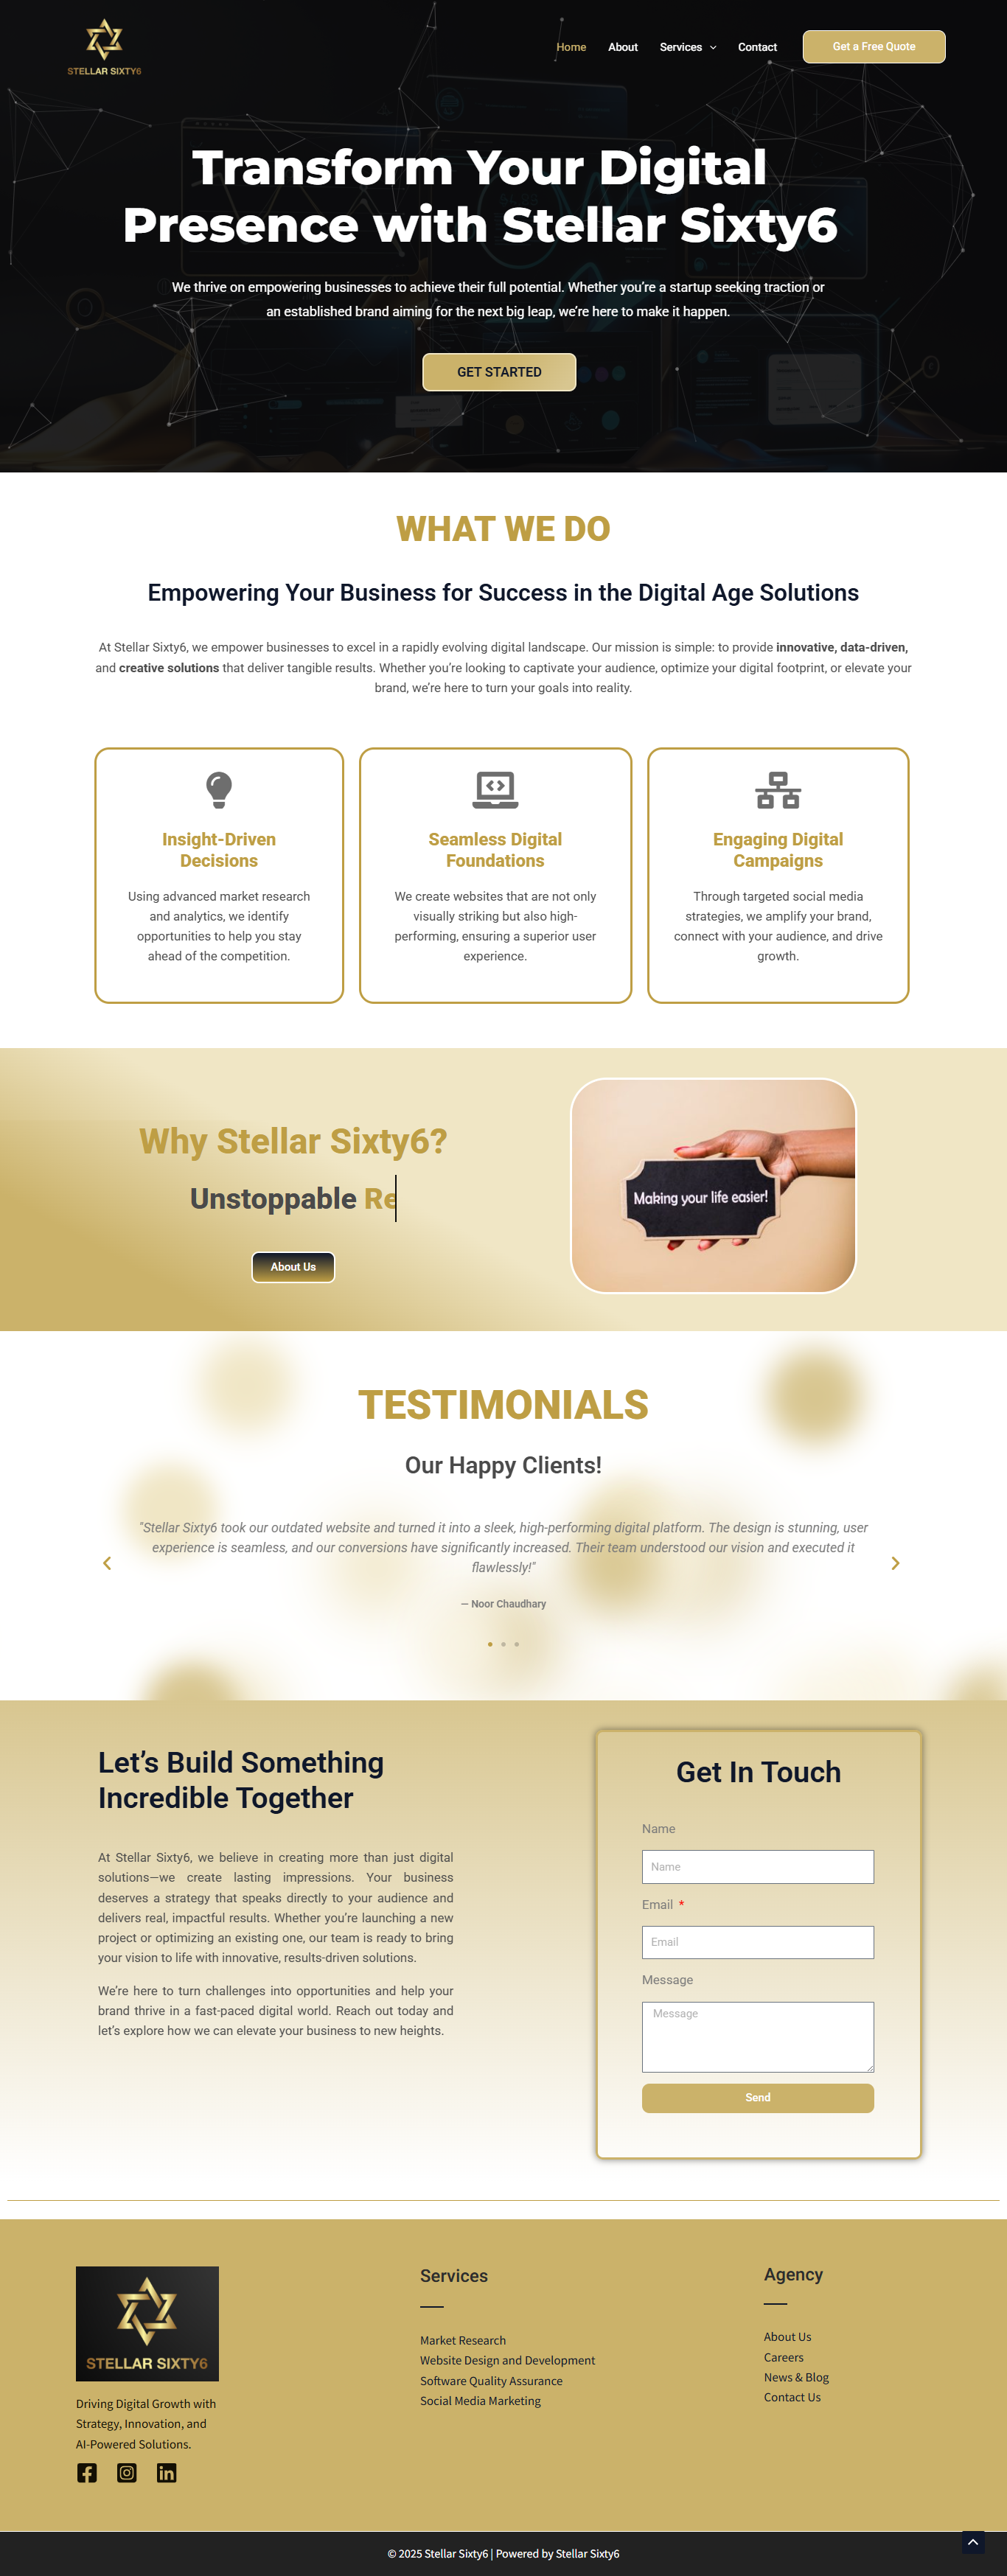 STELLAR SIXTY6
Home
About
Services
Contact
Get a Free Quote
Transform Your Digital
Presence with Stellar Sixty6
We thrive on empowering businesses to achieve their full potential. Whether you’re a startup seeking traction or
an established brand aiming for the next big leap, we’re here to make it happen.
GET STARTED
WHAT WE DO
Empowering Your Business for Success in the Digital Age Solutions
At Stellar Sixty6, we empower businesses to excel in a rapidly evolving digital landscape. Our mission is simple: to provide innovative, data-driven,
and creative solutions that deliver tangible results. Whether you’re looking to captivate your audience, optimize your digital footprint, or elevate your
brand, we’re here to turn your goals into reality.
Insight-Driven
Decisions
Using advanced market research
and analytics, we identify
opportunities to help you stay
ahead of the competition.
Seamless Digital
Foundations
We create websites that are not only
visually striking but also high-
performing, ensuring a superior user
experience.
Engaging Digital
Campaigns
Through targeted social media
strategies, we amplify your brand,
connect with your audience, and drive
growth.
Why Stellar Sixty6?
Unstoppable Re
About Us
Making your life easier!
TESTIMONIALS
Our Happy Clients!
"Stellar Sixty6 took our outdated website and turned it into a sleek, high-performing digital platform. The design is stunning, user
experience is seamless, and our conversions have significantly increased. Their team understood our vision and executed it
flawlessly!"
— Noor Chaudhary
Let’s Build Something
Incredible Together
At Stellar Sixty6, we believe in creating more than just digital
solutions—we create lasting impressions. Your business
deserves a strategy that speaks directly to your audience and
delivers real, impactful results. Whether you’re launching a new
project or optimizing an existing one, our team is ready to bring
your vision to life with innovative, results-driven solutions.
We’re here to turn challenges into opportunities and help your
brand thrive in a fast-paced digital world. Reach out today and
let’s explore how we can elevate your business to new heights.
Get In Touch
Name
Name
Email *
Email
Message
Message
Send
STELLAR SIXTY6
Driving Digital Growth with
Strategy, Innovation, and
AI-Powered Solutions.
Services
Market Research
Website Design and Development
Software Quality Assurance
Social Media Marketing
Agency
About Us
Careers
News & Blog
Contact Us
© 2025 Stellar Sixty6 | Powered by Stellar Sixty6